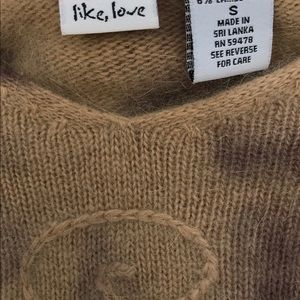 like, love
S
MADE IN
SRI LANKA
RN 59478
SEE REVERSE
FOR CARE